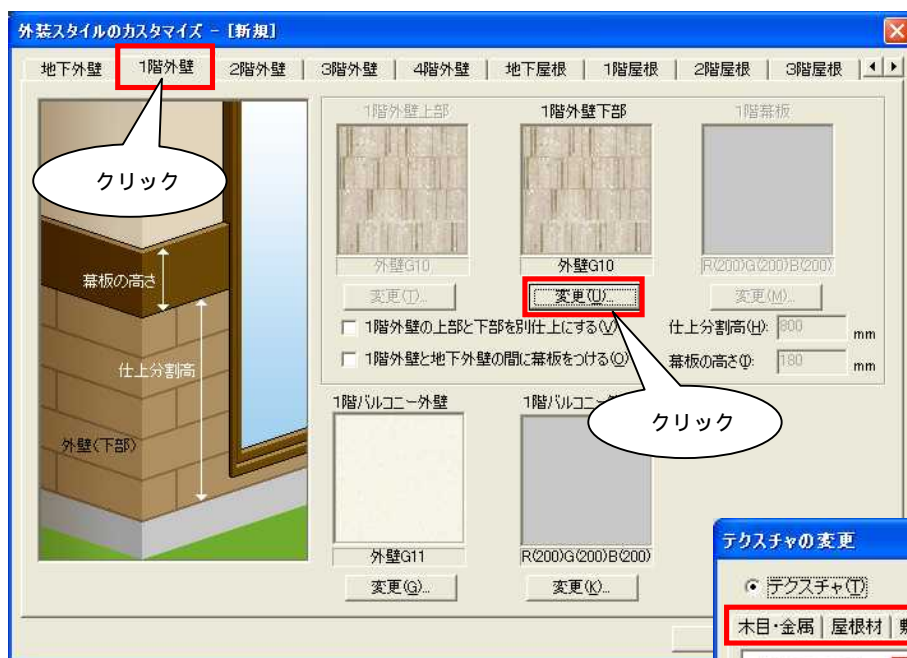 外装スタイルのカスタマイズ - [新規]
地下外壁 1階外壁 2階外壁 3階外壁 4階外壁 地下屋根 1階屋根 2階屋根 3階屋根
クリック
幕板の高さ
仕上分割高
外壁(下部)
1階外壁上部 1階外壁下部 1階幕板
外壁G10 外壁G10 R(200)G(200)B(200)
変更(T)... 変更(U)... 変更(M)...
1階外壁の上部と下部を別仕上にする(V) 仕上分割高(H): 800 mm
1階外壁と地下外壁の間に幕板をつける(O) 幕板の高さ(I): 180 mm
クリック
1階バルコニー外壁 1階バルコニー
外壁G11 R(200)G(200)B(200)
変更(G)... 変更(K)...
テクスチャの変更
テクスチャ(T)
木目・金属 屋根材